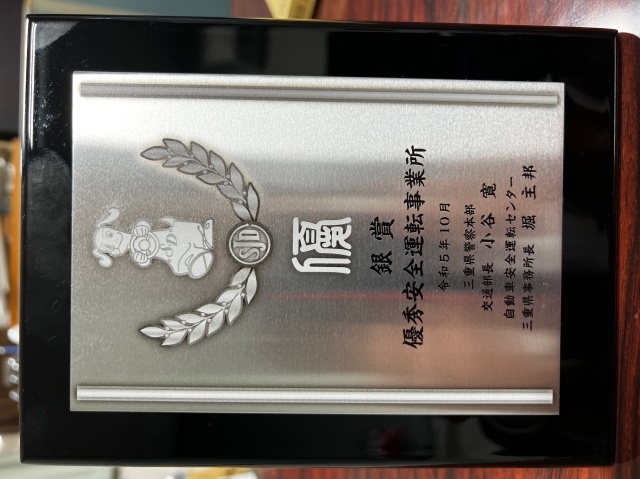 SJD
優
銀賞
優秀安全運転事業所
令和5年10月
三重県警察本部
交通部長 小谷 寛
自動車安全運転センター
三重県事務所長 堀 主邦